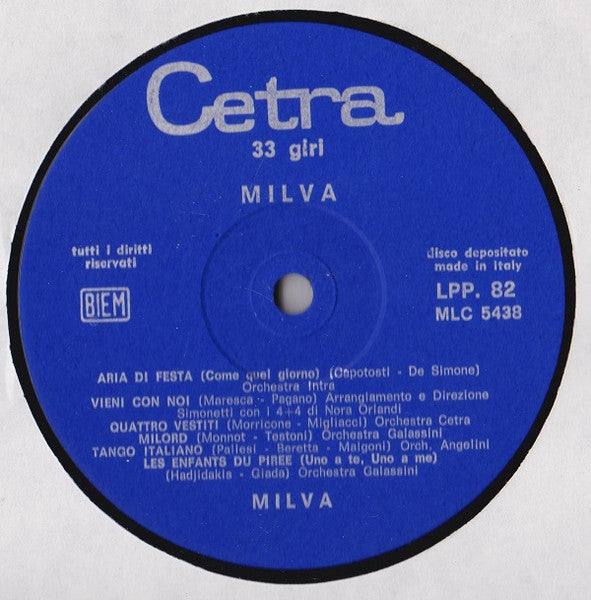 Cetra
33 giri
MILVA
tutti i diritti
riservati
disco depositato
made in Italy
BIEM
LPP. 82
MLC 5438
ARIA DI FESTA (Come quel giorno) (Capotosti - De Simone)
Orchestra Intra
VIENI CON NOI (Maresca - Pagano) Arrangiamento e Direzione
Simonetti con i 4+4 di Nora Orlandi
QUATTRO VESTITI (Morricone - Migliacci) Orchestra Cetra
MILORD (Monnot - Testoni) Orchestra Galassini
TANGO ITALIANO (Pallesi - Beretta - Malgoni) Orch. Angelini
LES ENFANTS DU PIREE (Uno a te, Uno a me)
(Hadjidakis - Giada) Orchestra Galassini
MILVA